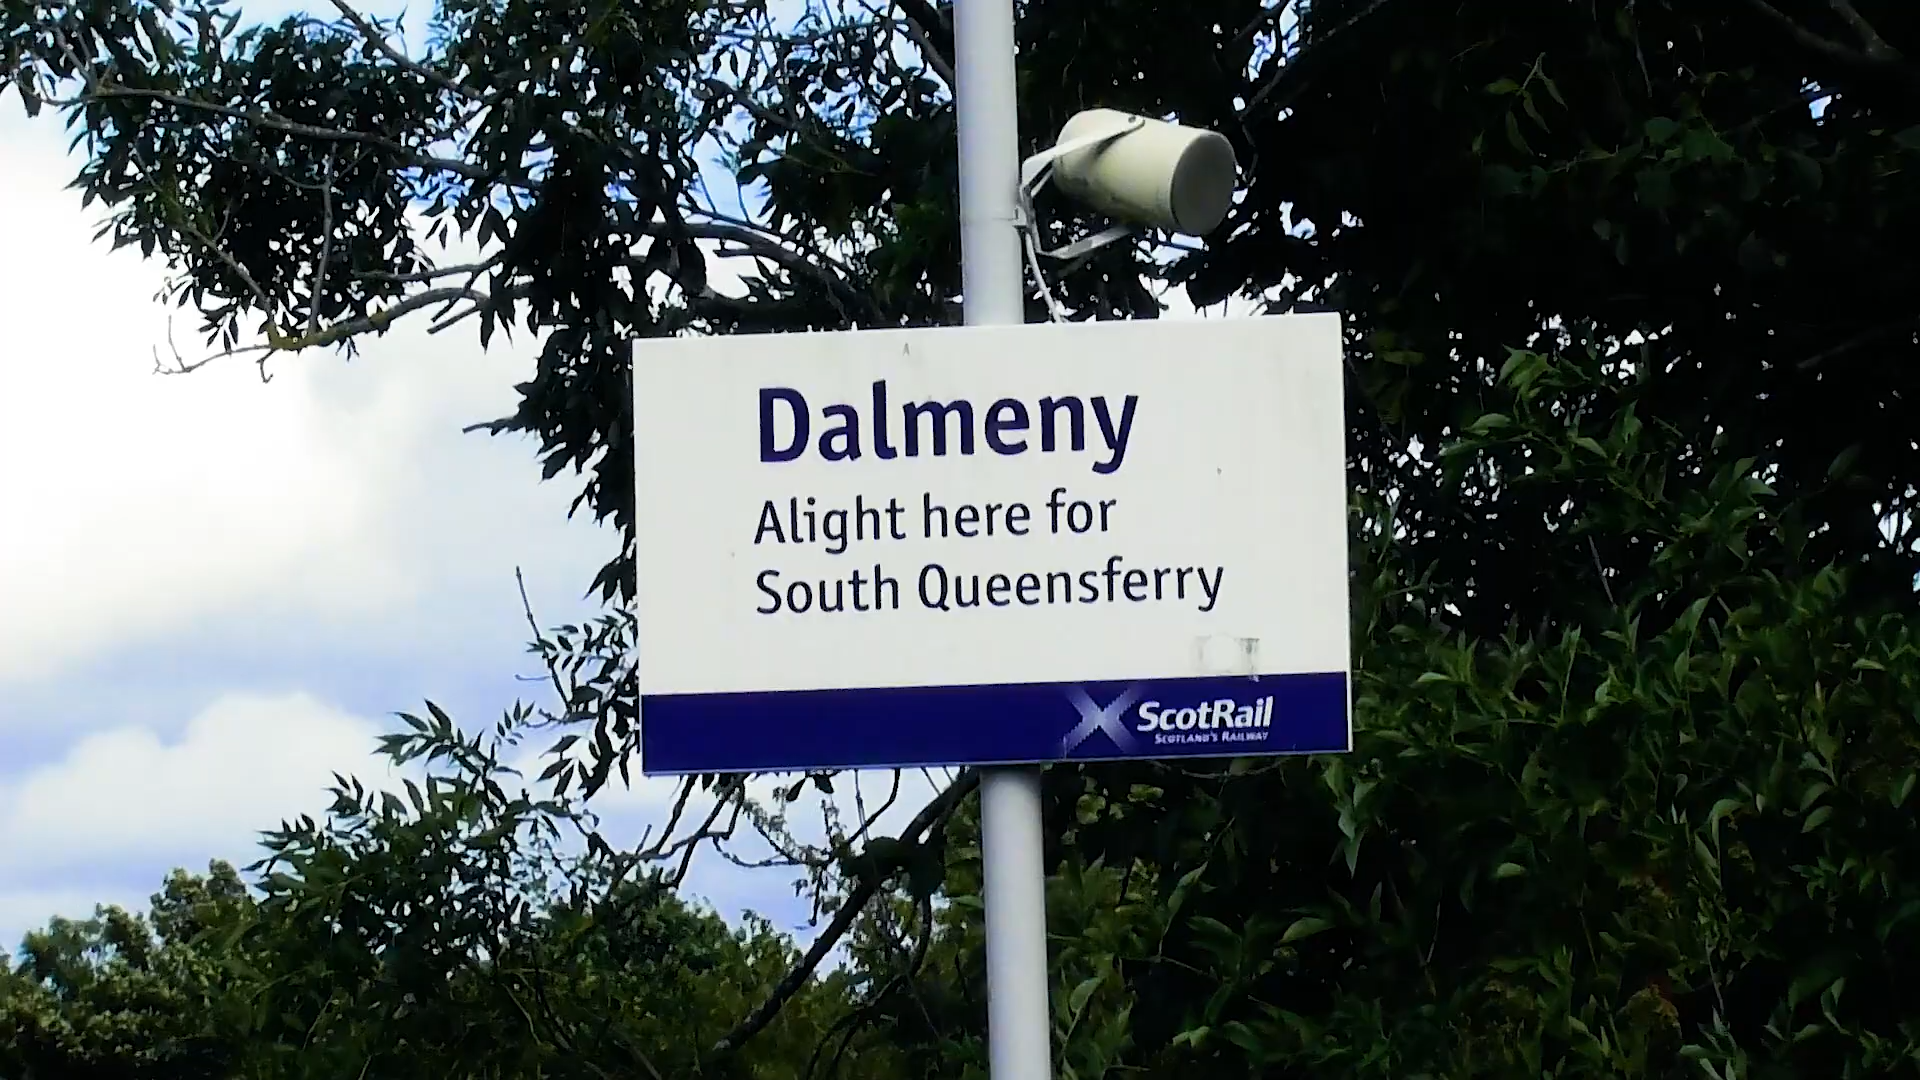 Dalmeny
Alight here for
South Queensferry
ScotRail
SCOTLAND'S RAILWAY